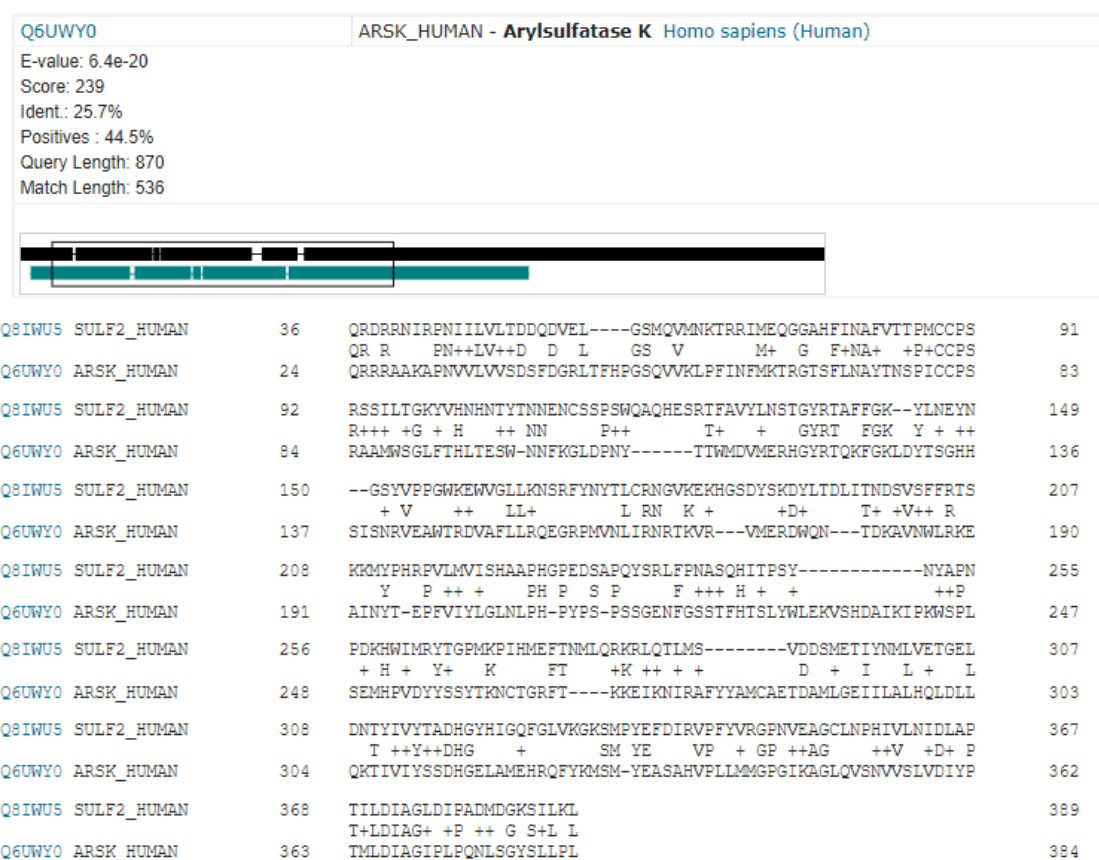 Q6UWY0 ARSK_HUMAN - Arylsulfatase K Homo sapiens (Human)
E-value: 6.4e-20
Score: 239
Ident.: 25.7%
Positives : 44.5%
Query Length: 870
Match Length: 536
Q8IWU5 SULF2_HUMAN 36 QRDRRNIRPNIILVLTDDQDVEL----GSMQVMNKTRRIMEQGGAHFINAFVTTPMCCPS 91
QR R    PN++LV++D  D  L    GS  V       M+  G  F+NA+  +P+CCPS
Q6UWY0 ARSK_HUMAN 24 QRRRAAKAPNVVLVVSDSFDGRLTFHPGSQVVKLPFINFMKTRGTSFLNAYTNSPICCPS 83
Q8IWU5 SULF2_HUMAN 92 RSSILTGKYVHNHNTYTNNENCSSPSWQAQHESRTFAVYLNSTGYRTAFFGK--YLNEYN 149
R+++ +G + H   ++ NN     P++         T+   +   GYRT  FGK  Y + ++
Q6UWY0 ARSK_HUMAN 84 RAAMWSGLFTHLTESW-NNFKGLDPNY------TTWMDVMERHGYRTQKFGKLDYTSGHH 136
Q8IWU5 SULF2_HUMAN 150 --GSYVPPGWKEWVGLLKNSRFYNYTLCRNGVKEKHGSDYSKDYLTDLITNDSVSFFRTS 207
+ V    ++   LL+        L RN  K +      +D+     T+ +V++ R
Q6UWY0 ARSK_HUMAN 137 SISNRVEAWTRDVAFLLRQEGRPMVNLIRNRTKVR---VMERDWQN---TDKAVNWLRKE 190
Q8IWU5 SULF2_HUMAN 208 KKMYPHRPVLMVISHAAPHGPEDSAPQYSRLFPNASQHITPSY------------NYAPN 255
Y   P ++ +    PH P  S P     F +++ H +  +             ++P
Q6UWY0 ARSK_HUMAN 191 AINYT-EPFVIYLGLNLPH-PYPS-PSSGENFGSSTFHTSLYWLEKVSHDAIKIPKWSPL 247
Q8IWU5 SULF2_HUMAN 256 PDKHWIMRYTGPMKPIHMEFTNMLQRKRLQTLMS--------VDDSMETIYNMLVETGEL 307
+ H +  Y+   K     FT    +K ++ + +         D +  I   L +   L
Q6UWY0 ARSK_HUMAN 248 SEMHPVDYYSSYTKNCTGRFT----KKEIKNIRAFYYAMCAETDAMLGEIILALHQLDLL 303
Q8IWU5 SULF2_HUMAN 308 DNTYIVYTADHGYHIGQFGLVKGKSMPYEFDIRVPFYVRGPNVEAGCLNPHIVLNIDLAP 367
T ++Y++DHG     +       SM YE    VP  + GP ++AG     ++V  +D+ P
Q6UWY0 ARSK_HUMAN 304 QKTIVIYSSDHGELAMEHRQFYKMSM-YEASAHVPLLMMGPGIKAGLQVSNVVSLVDIYP 362
Q8IWU5 SULF2_HUMAN 368 TILDIAGLDIPADMDGKSILKL 389
T+LDIAG+ +P ++ G S+L L
Q6UWY0 ARSK_HUMAN 363 TMLDIAGIPLPQNLSGYSLLPL 384